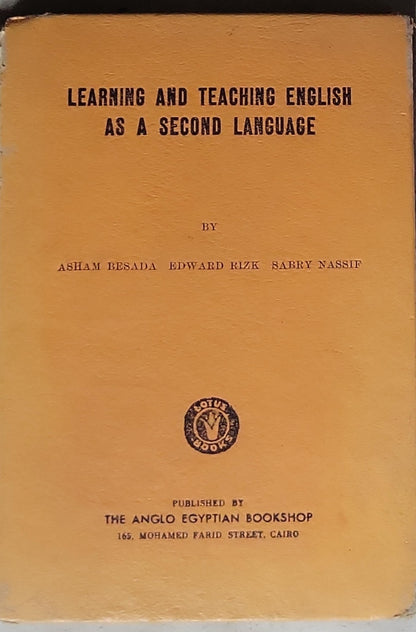 LEARNING AND TEACHING ENGLISH
AS A SECOND LANGUAGE
BY
ASHAM BESADA EDWARD RIZK SABRY NASSIF
LOTUS
BOOKS
PUBLISHED BY
THE ANGLO EGYPTIAN BOOKSHOP
165, MOHAMED FARID STREET, CAIRO